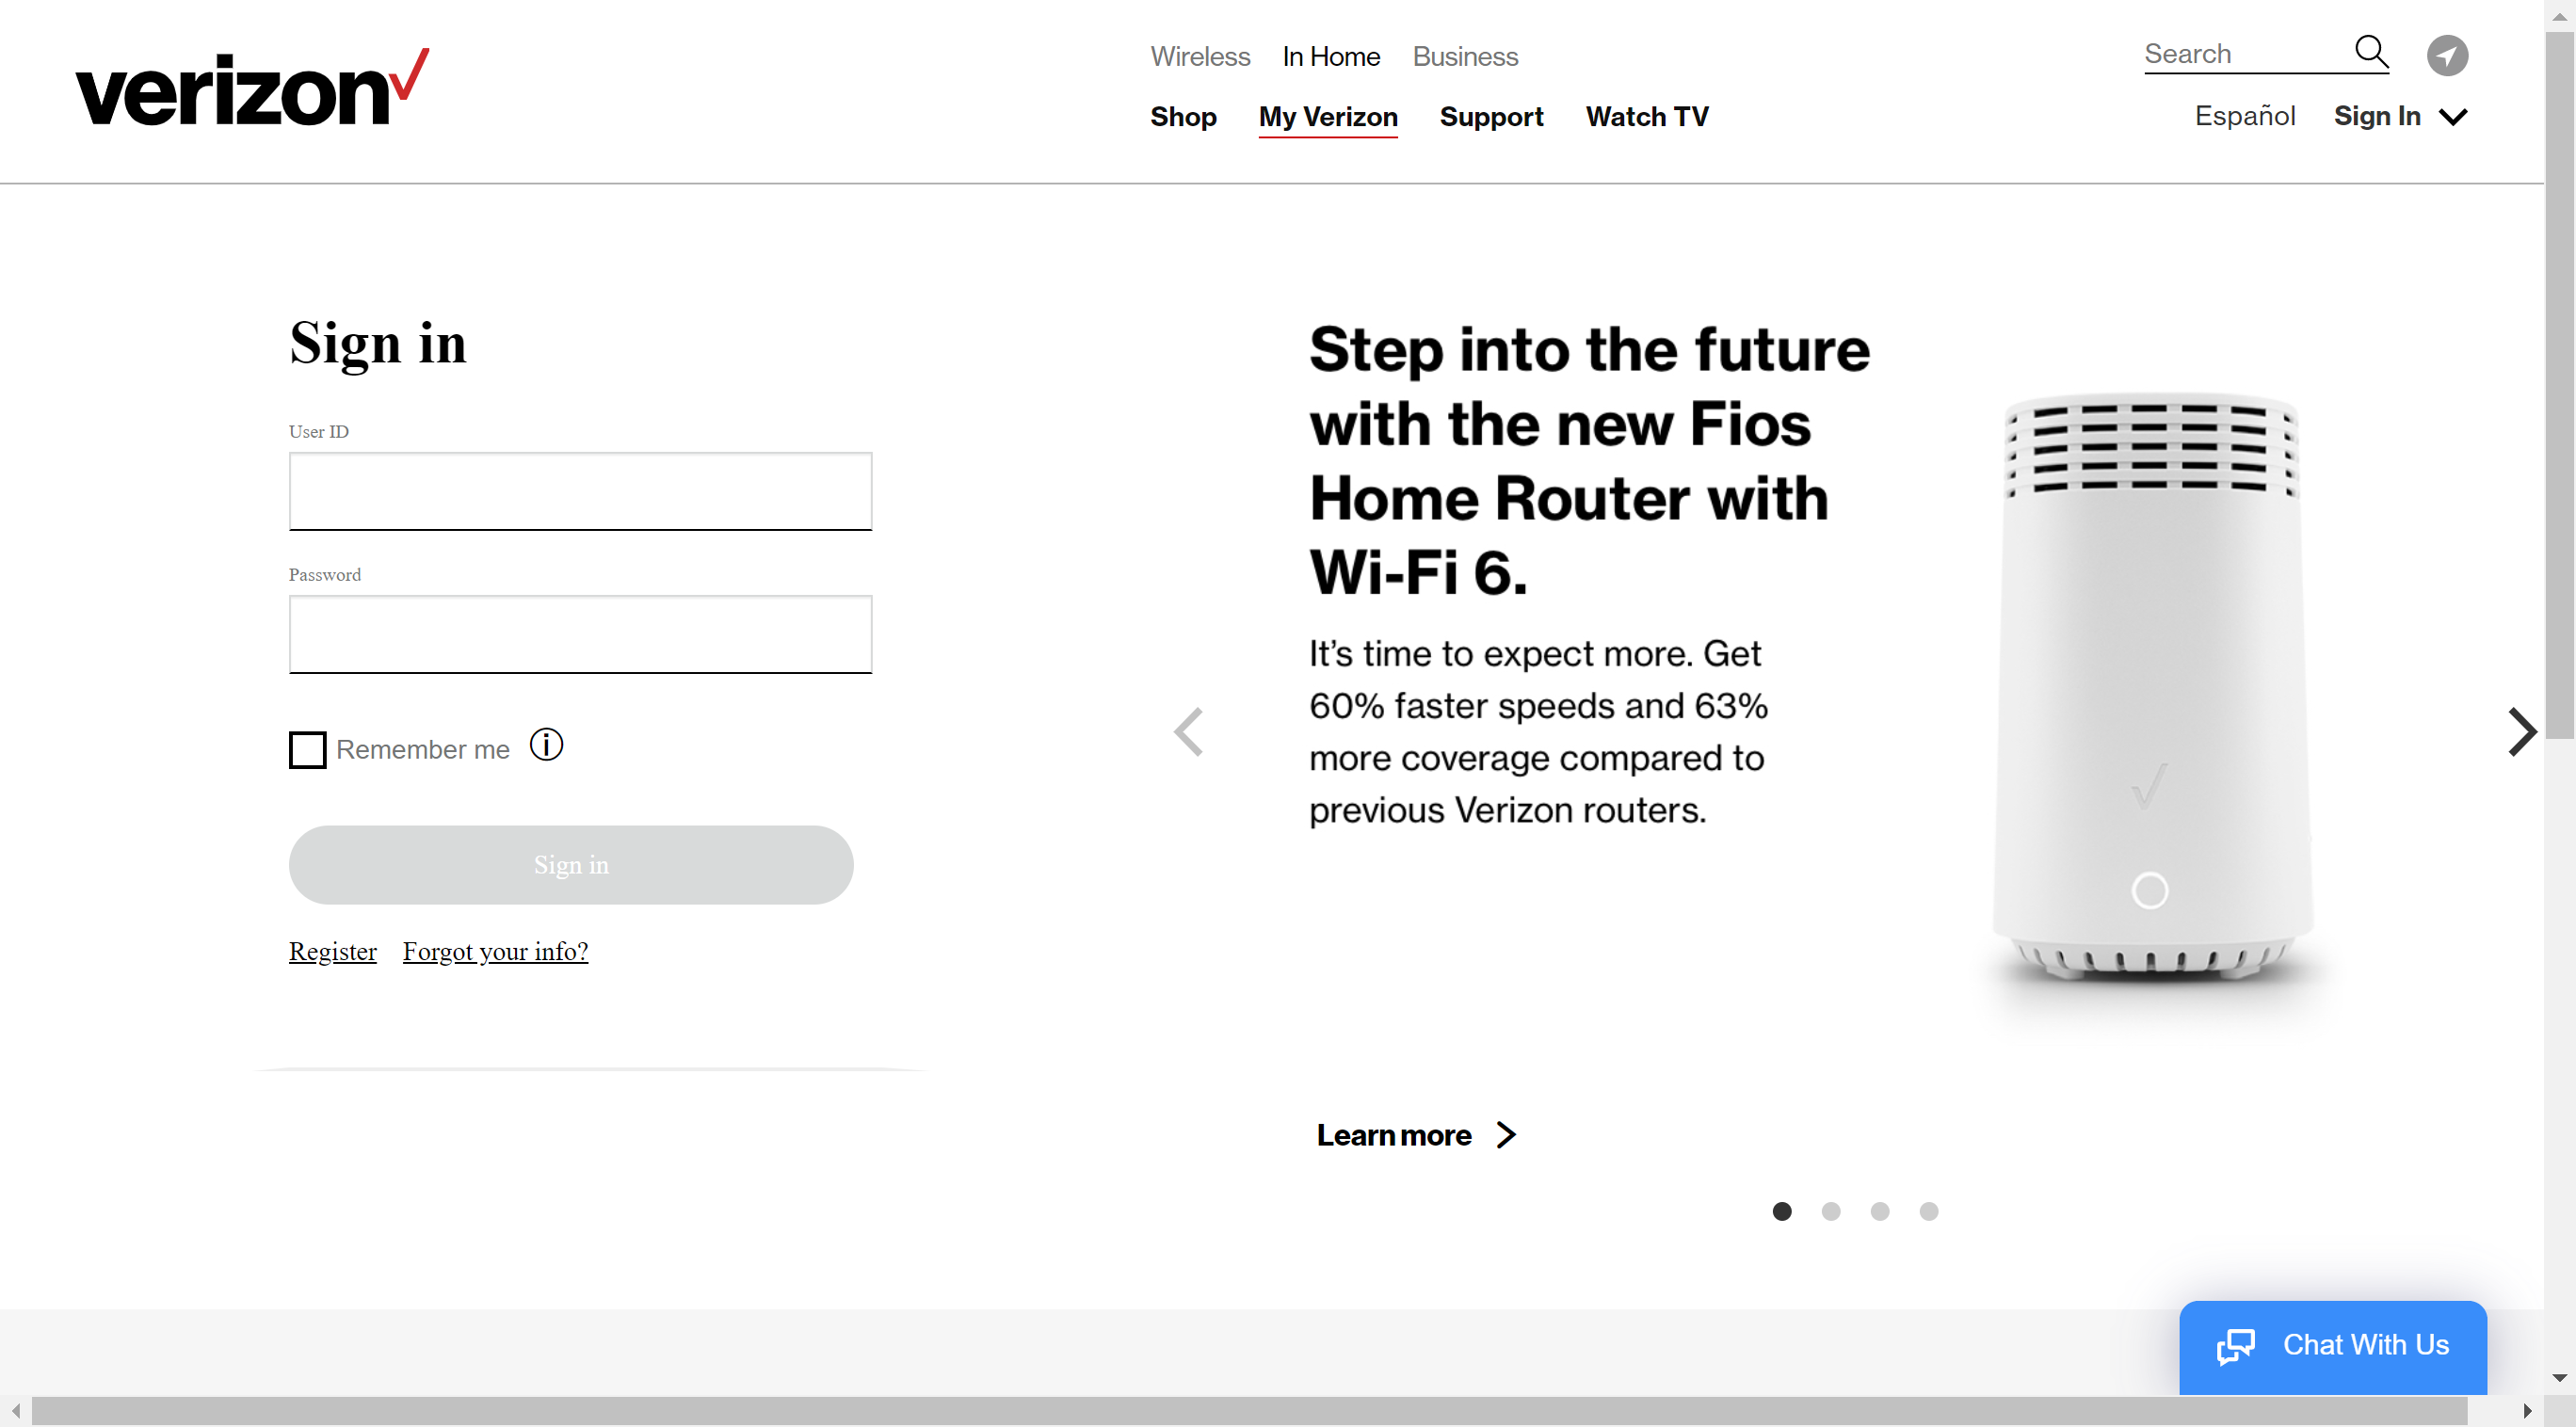 verizon
Wireless In Home Business
Search
Shop My Verizon Support Watch TV
Español Sign In
Sign in
User ID
Password
Remember me
Sign in
Register Forgot your info?
Step into the future
with the new Fios
Home Router with
Wi-Fi 6.
It’s time to expect more. Get
60% faster speeds and 63%
more coverage compared to
previous Verizon routers.
Learn more
Chat With Us